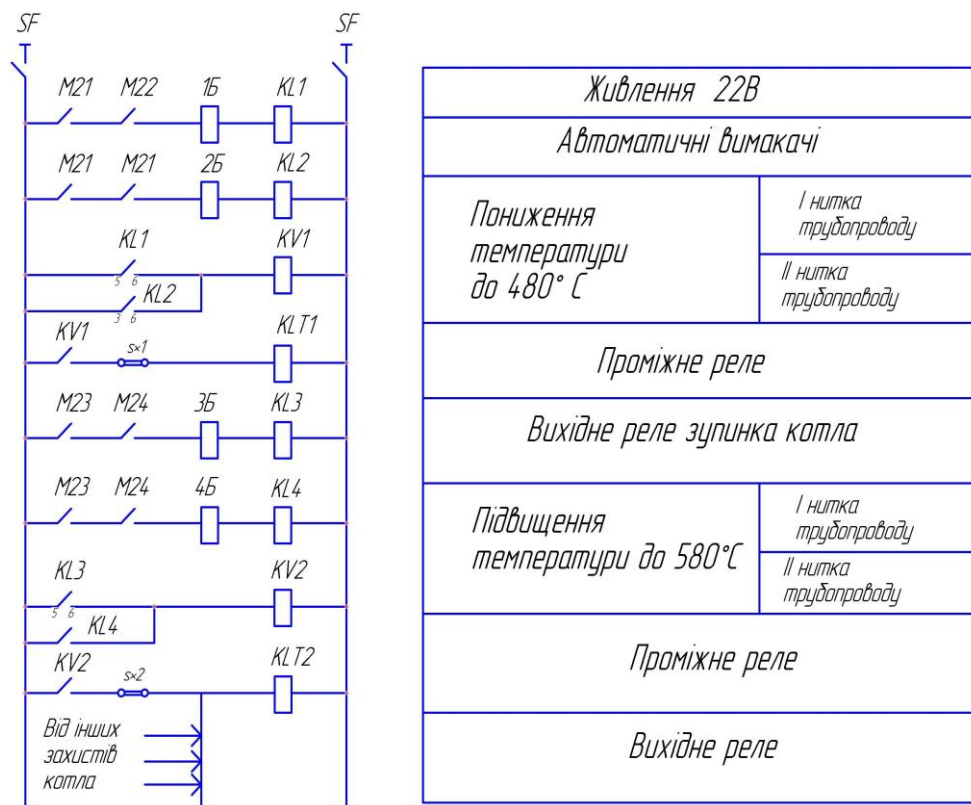 SF SF
M21 M22 1Б KL1
M21 M21 2Б KL2
KL1 KV1
5 6
KL2
3 6
KV1 sx1 KLT1
M23 M24 3Б KL3
M23 M24 4Б KL4
KL3 KV2
5 6
KL4
KV2 sx2 KLT2
Від інших
захистів
котла
Живлення 22В
Автоматичні вимакачі
Пониження
температури
до 480° С
I нитка
трубопроводу
II нитка
трубопроводу
Проміжне реле
Вихідне реле зупинка котла
Підвищення
температури до 580°С
I нитка
трубопроводу
II нитка
трубопроводу
Проміжне реле
Вихідне реле